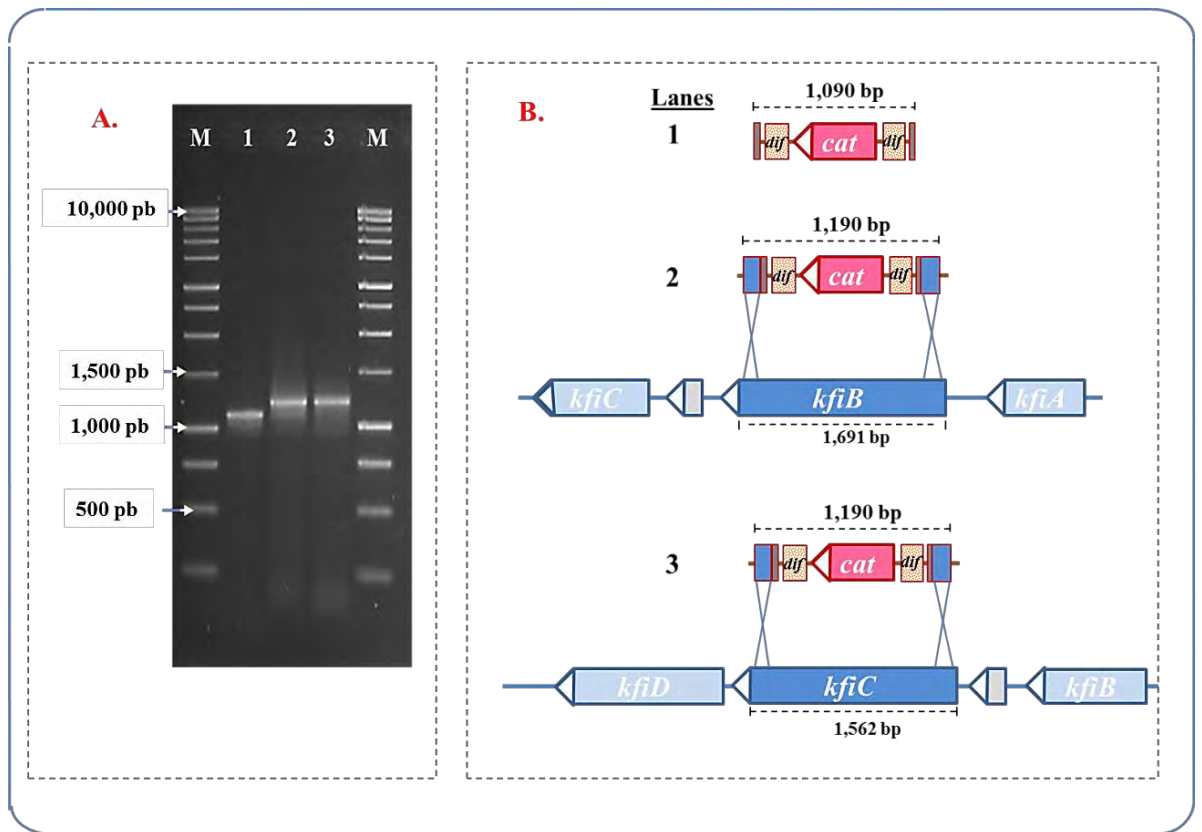 A.
M 1 2 3 M
10,000 pb
1,500 pb
1,000 pb
500 pb
B.
Lanes
1,090 bp
1
dif cat dif
1,190 bp
2
dif cat dif
kfiC kfiB kfiA
1,691 bp
1,190 bp
3
dif cat dif
kfiD kfiC kfiB
1,562 bp